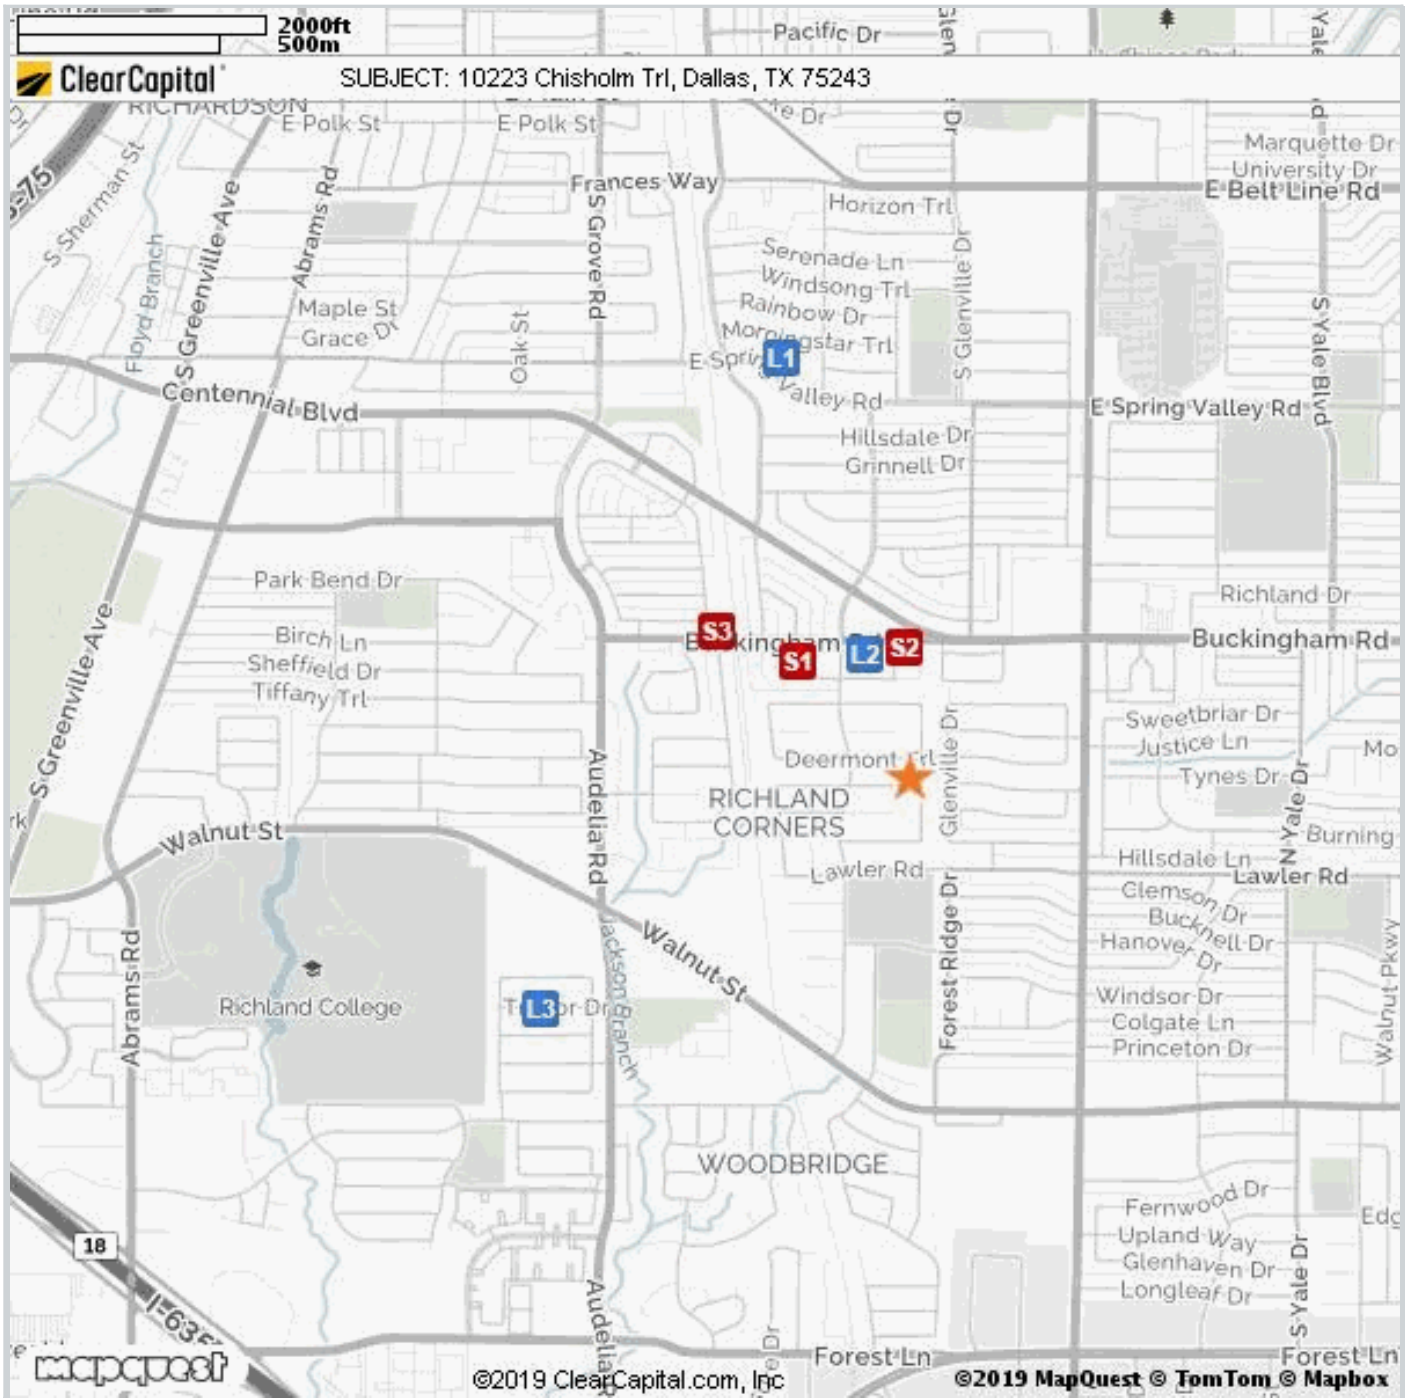 2000ft
500m
Pacific Dr
ClearCapital
SUBJECT: 10223 Chisholm Trl, Dallas, TX 75243
RICHARDSON
E Polk St
E Polk St
Marquette Dr
University Dr
E Belt Line Rd
Frances Way
Horizon Trl
S Sherman St
S Greenville Ave
Abrams Rd
S Grove Rd
Floyd Branch
Serenade Ln
Windsong Trl
Rainbow Dr
Morningstar Trl
S Glenville Dr
S Yale Blvd
Maple St
Grace Dr
Oak St
L1
E Spring Valley Rd
E Spring Valley Rd
Centennial Blvd
Hillsdale Dr
Grinnell Dr
Park Bend Dr
Richland Dr
Birch Ln
Sheffield Dr
Tiffany Trl
S3
Buckingham Rd
S1
L2
S2
Buckingham Rd
S Greenville Ave
Sweetbriar Dr
Justice Ln
Tynes Dr
Deermont Trl
Glenville Dr
Audelia Rd
RICHLAND
CORNERS
N Yale Dr
Burning
Walnut St
Hillsdale Ln
Lawler Rd
Lawler Rd
Clemson Dr
Bucknell Dr
Hanover Dr
Walnut St
Forest Ridge Dr
Walnut Pkwy
Abrams Rd
Jackson Branch
Richland College
L3
Windsor Dr
Colgate Ln
Princeton Dr
WOODBRIDGE
Fernwood Dr
Upland Way
Glenhaven Dr
Longleaf Dr
S Yale Dr
18
I-635
Audelia R
Forest Ln
Forest Ln
mapquest
©2019 ClearCapital.com, Inc
©2019 MapQuest © TomTom © Mapbox